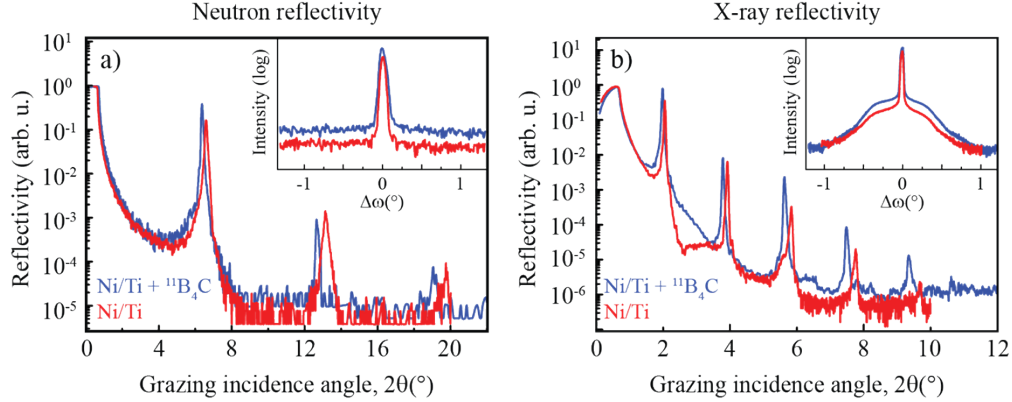 Neutron reflectivity
a)
Reflectivity (arb. u.)
10¹
10⁰
10⁻¹
10⁻²
10⁻³
10⁻⁴
10⁻⁵
Intensity (log)
-1 0 1
Δω(°)
Ni/Ti + ¹¹B₄C
Ni/Ti
0 4 8 12 16 20
Grazing incidence angle, 2θ(°)
X-ray reflectivity
b)
Reflectivity (arb. u.)
10¹
10⁰
10⁻¹
10⁻²
10⁻³
10⁻⁴
10⁻⁵
10⁻⁶
Intensity (log)
-1 0 1
Δω(°)
Ni/Ti + ¹¹B₄C
Ni/Ti
0 2 4 6 8 10 12
Grazing incidence angle, 2θ(°)